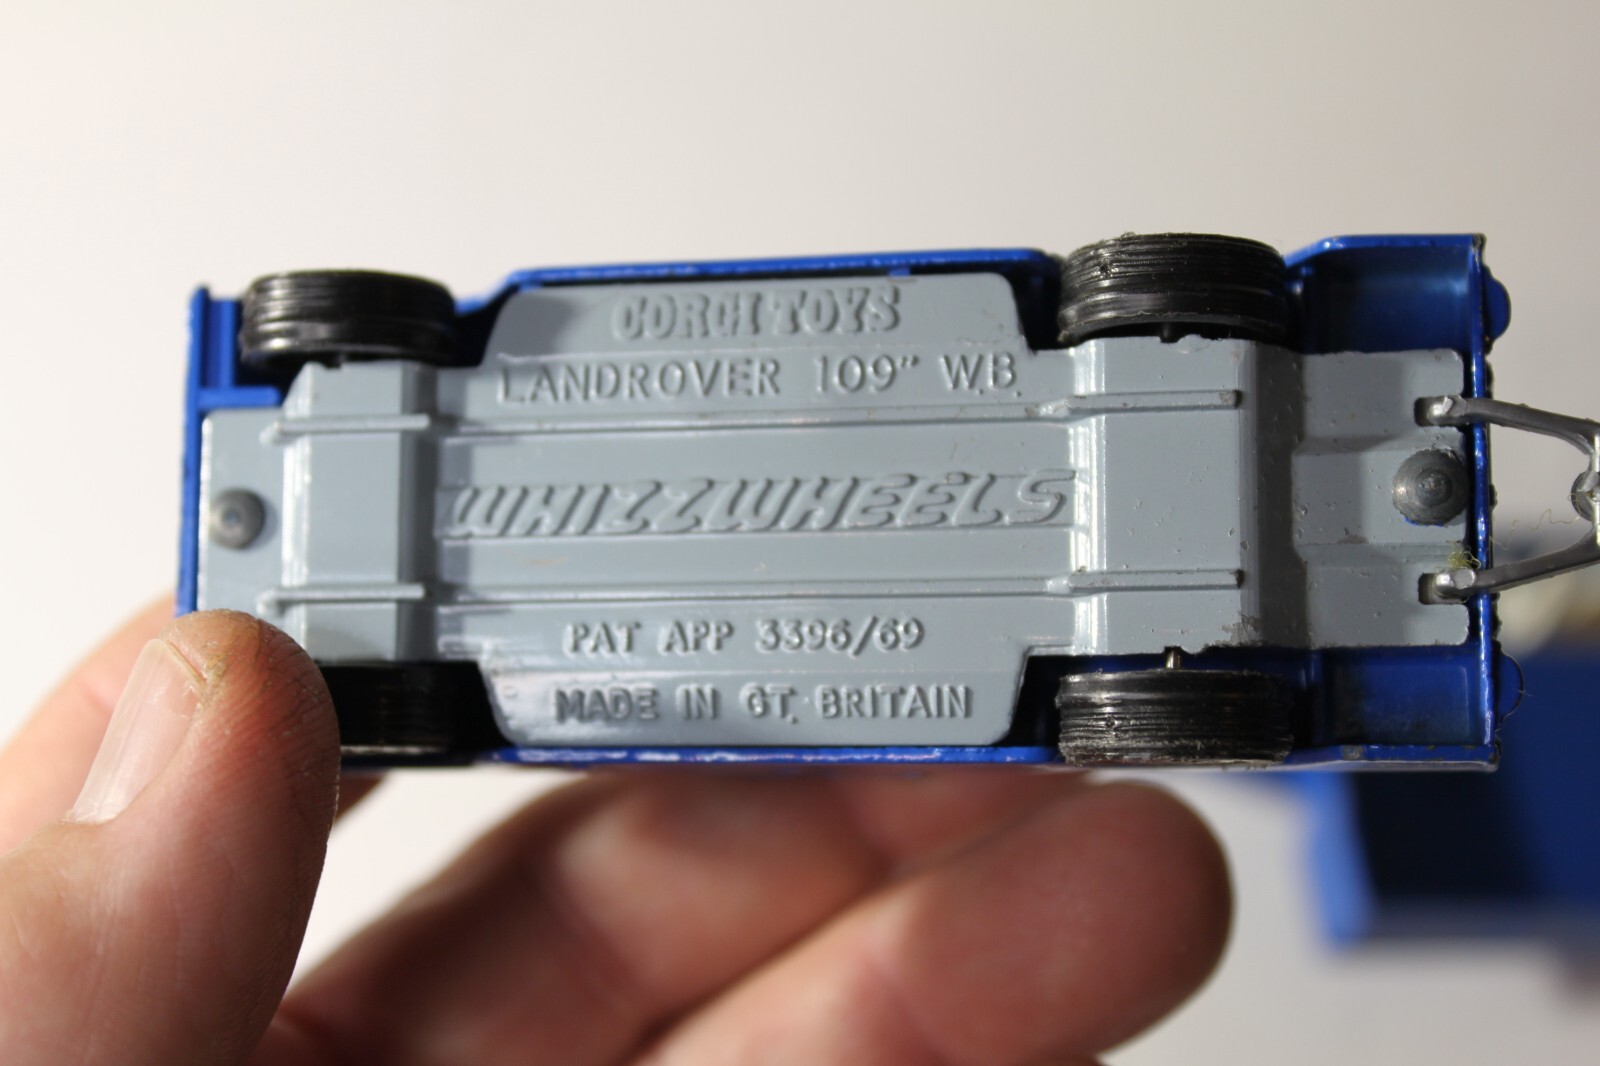 CORGI TOYS
LANDROVER 109" W.B.
WHIZZWHEELS
PAT APP 3396/69
MADE IN GT. BRITAIN